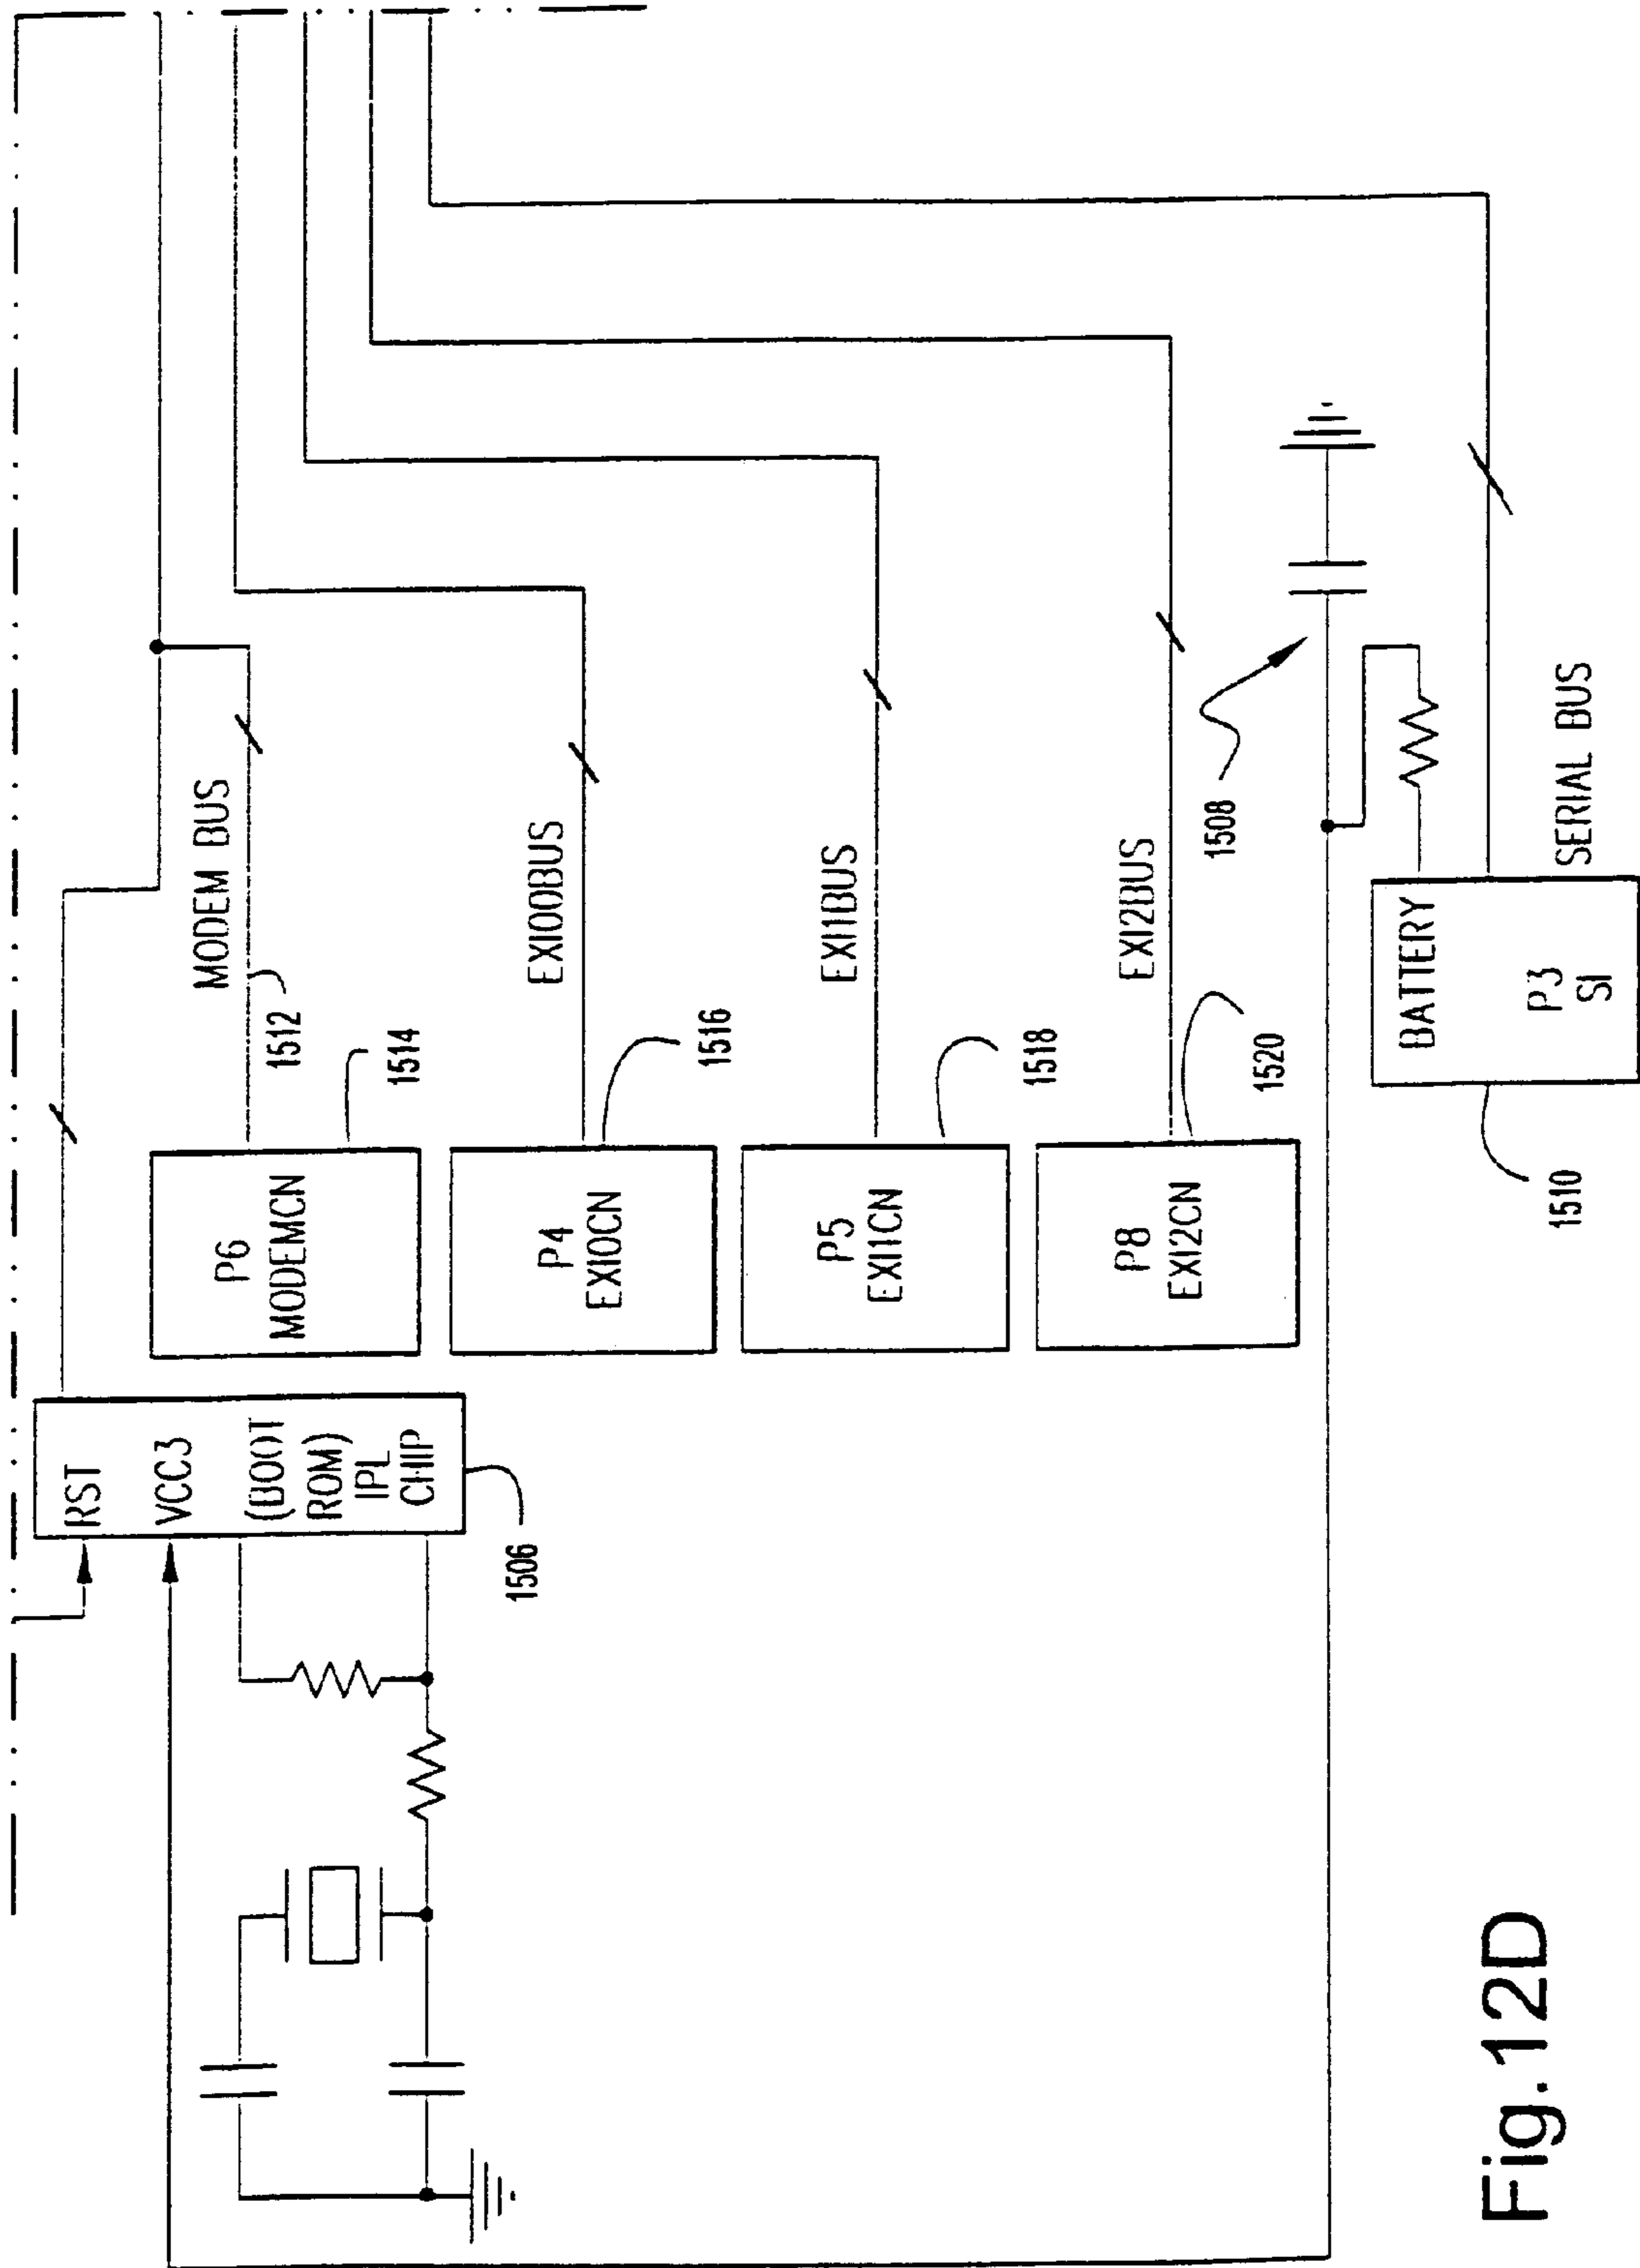 RST
VCC3
(BOOT
ROM)
IPL
CHIP
1506
P6
MODEMCN
1514
MODEM BUS
1512
P4
EXI0CN
1516
EXI00BUS
P5
EXI1CN
1518
EXI1BUS
P8
EXI2CN
1520
EXI2BUS
1508
BATTERY
P3
SI
1510
SERIAL BUS
Fig.12D